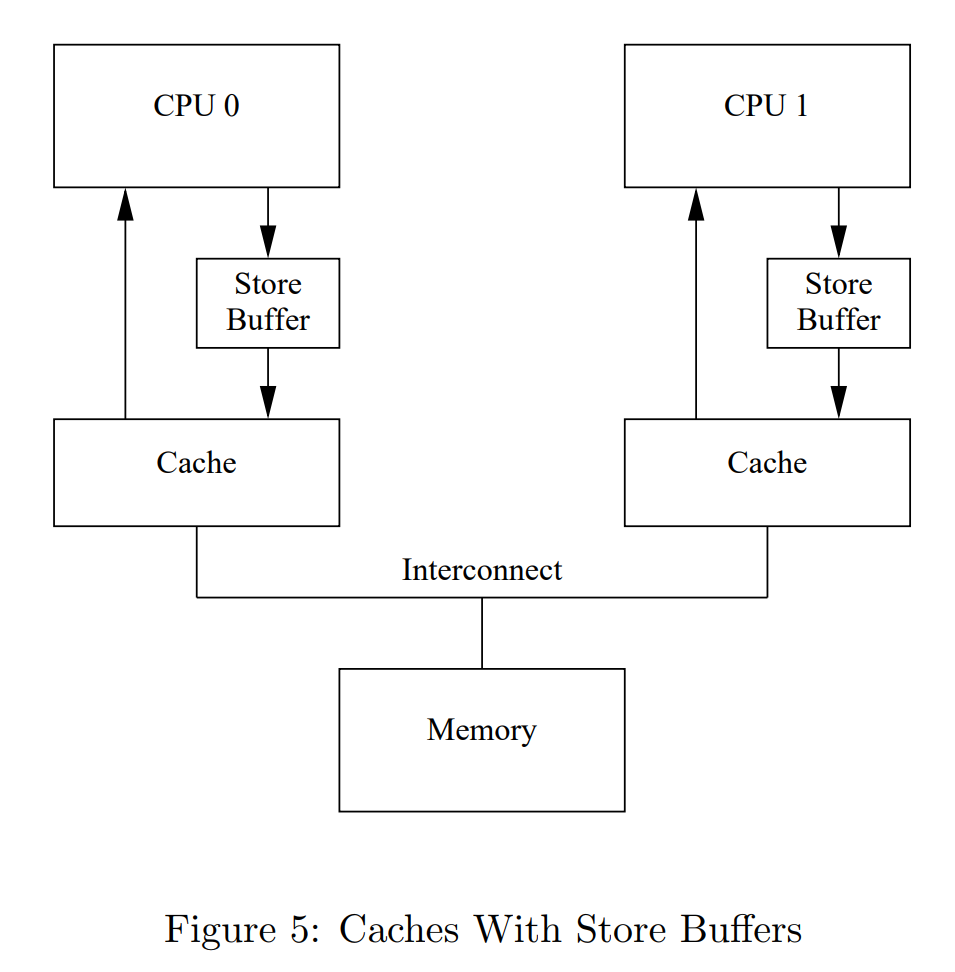 CPU 0
CPU 1
Store
Buffer
Store
Buffer
Cache
Cache
Interconnect
Memory
Figure 5: Caches With Store Buffers